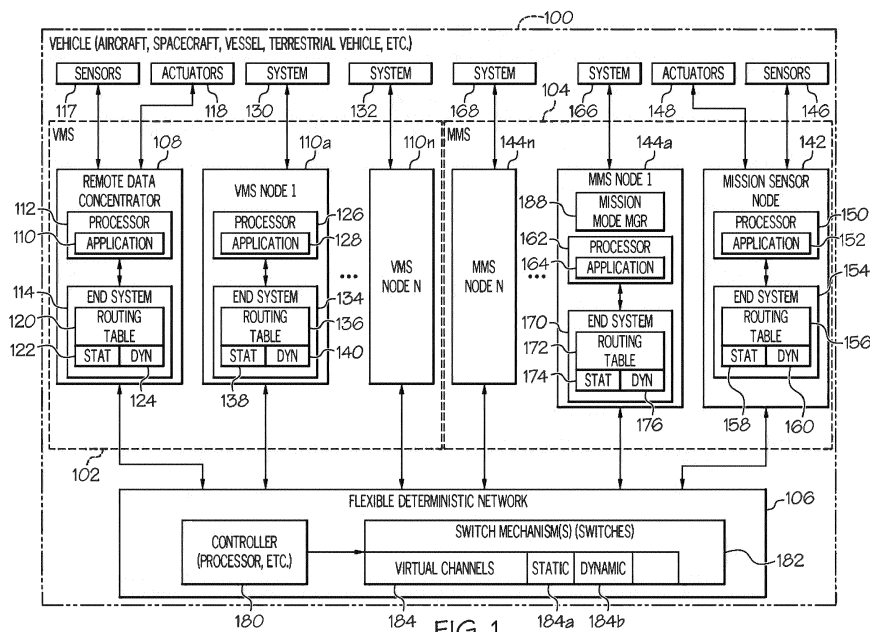 100
VEHICLE (AIRCRAFT, SPACECRAFT, VESSEL, TERRESTRIAL VEHICLE, ETC.)
SENSORS
ACTUATORS
SYSTEM
SYSTEM
SYSTEM
SYSTEM
ACTUATORS
SENSORS
117
118
130
132
168
166
148
146
104
VMS
MMS
108
110a
110n
144n
144a
142
REMOTE DATA
CONCENTRATOR
112
PROCESSOR
110
APPLICATION
114
END SYSTEM
120
ROUTING
TABLE
122
STAT
DYN
124
VMS NODE 1
PROCESSOR
126
APPLICATION
128
END SYSTEM
134
ROUTING
TABLE
136
STAT
DYN
140
138
...
VMS
NODE N
MMS
NODE N
...
MMS NODE 1
188
MISSION
MODE MGR
162
PROCESSOR
164
APPLICATION
170
END SYSTEM
172
ROUTING
TABLE
174
STAT
DYN
176
MISSION SENSOR
NODE
PROCESSOR
150
APPLICATION
152
154
END SYSTEM
ROUTING
TABLE
156
STAT
DYN
158
160
102
FLEXIBLE DETERMINISTIC NETWORK
106
CONTROLLER
(PROCESSOR, ETC.)
SWITCH MECHANISM(S) (SWITCHES)
VIRTUAL CHANNELS
STATIC
DYNAMIC
182
180
184
184a
184b
FIG. 1